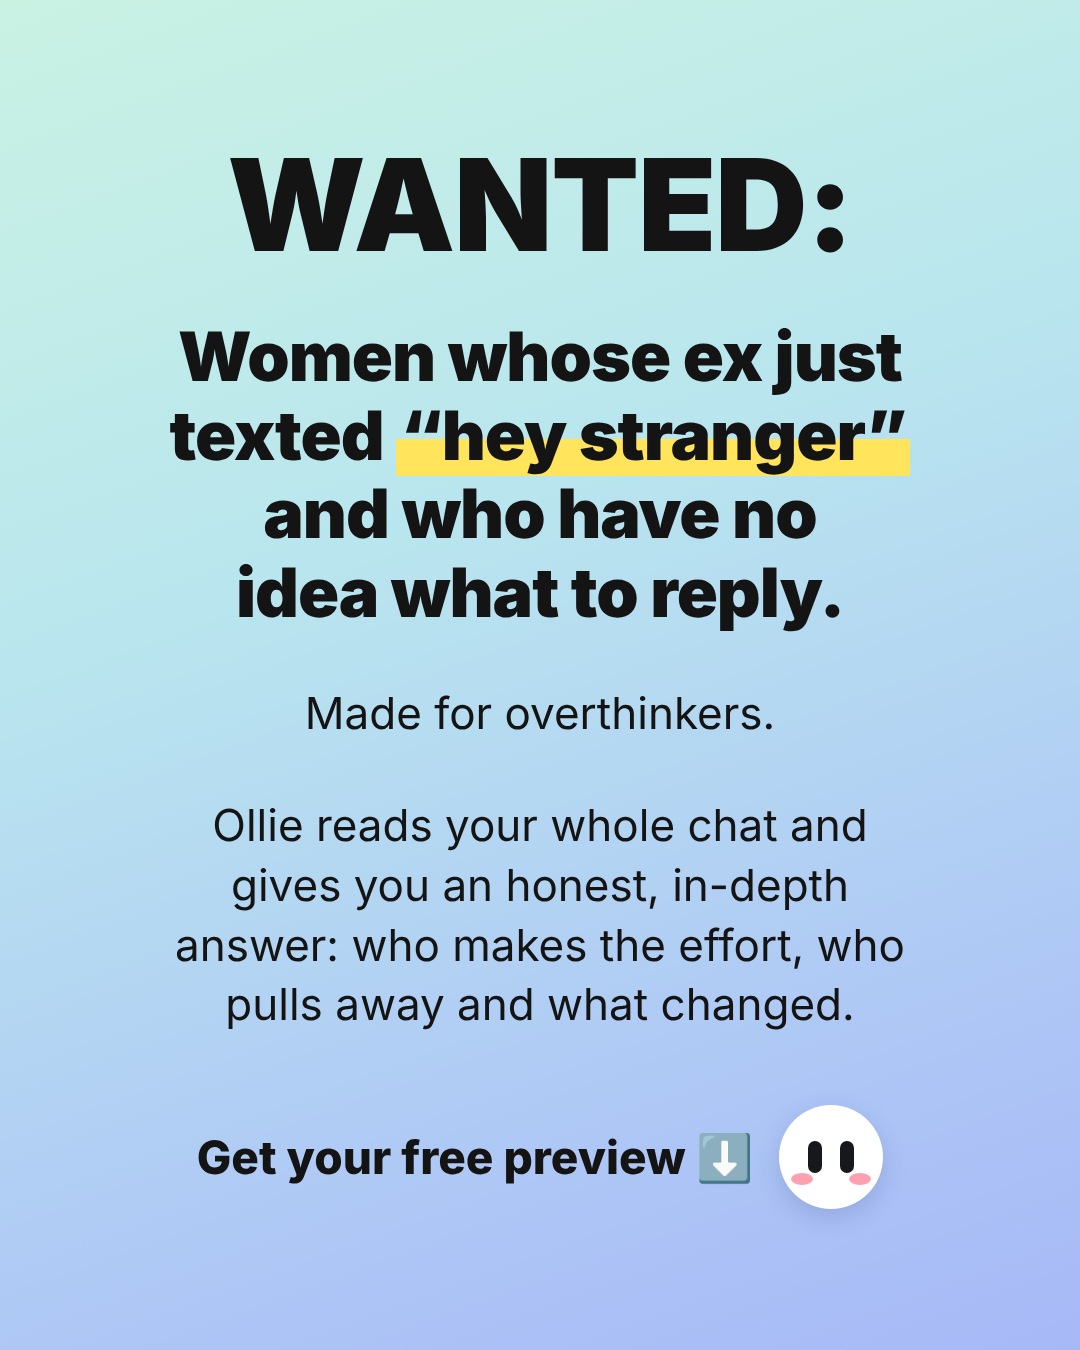 WANTED:
Women whose ex just
texted “hey stranger”
and who have no
idea what to reply.
Made for overthinkers.
Ollie reads your whole chat and
gives you an honest, in-depth
answer: who makes the effort, who
pulls away and what changed.
Get your free preview ⬇️